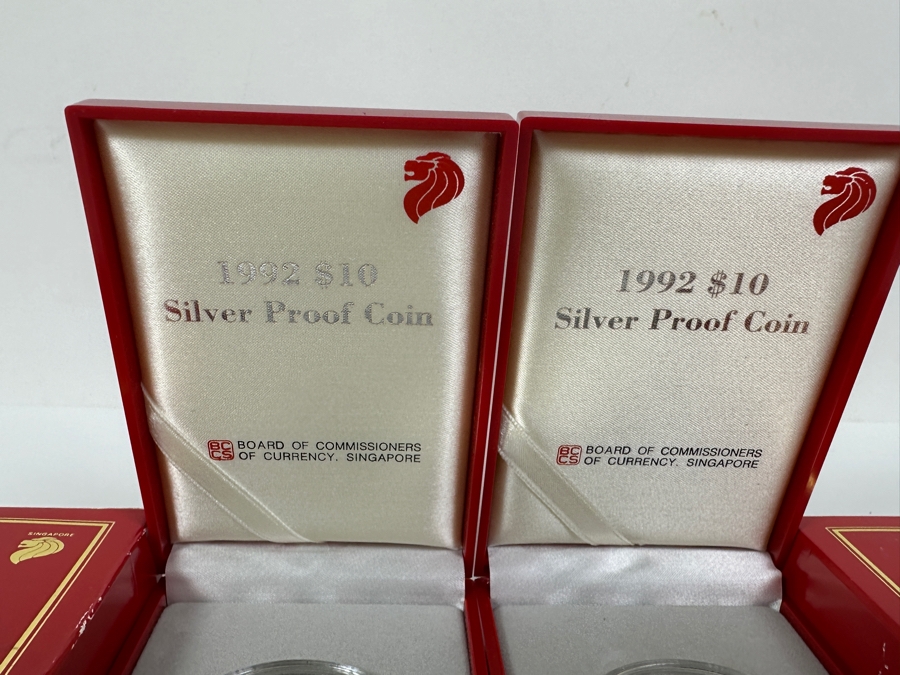 1992 $10
Silver Proof Coin
BC
CS
BOARD OF COMMISSIONERS
OF CURRENCY. SINGAPORE
1992 $10
Silver Proof Coin
BC
CS
BOARD OF COMMISSIONERS
OF CURRENCY. SINGAPORE
SINGAPORE